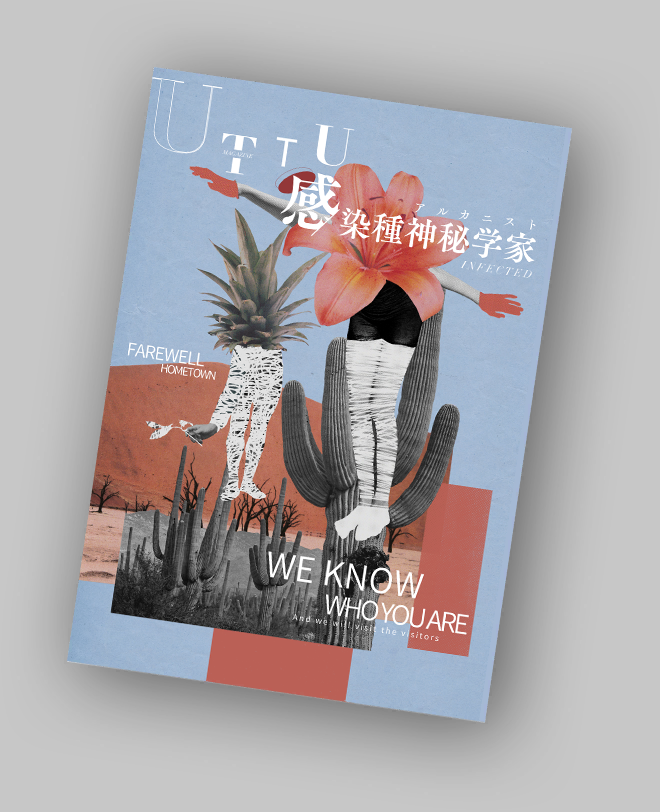 UTTU
MAGAZINE
アルカニスト
感染種神秘学家
INFECTED
FAREWELL
HOMETOWN
WE KNOW
WHO YOU ARE
And we will visit the visitors